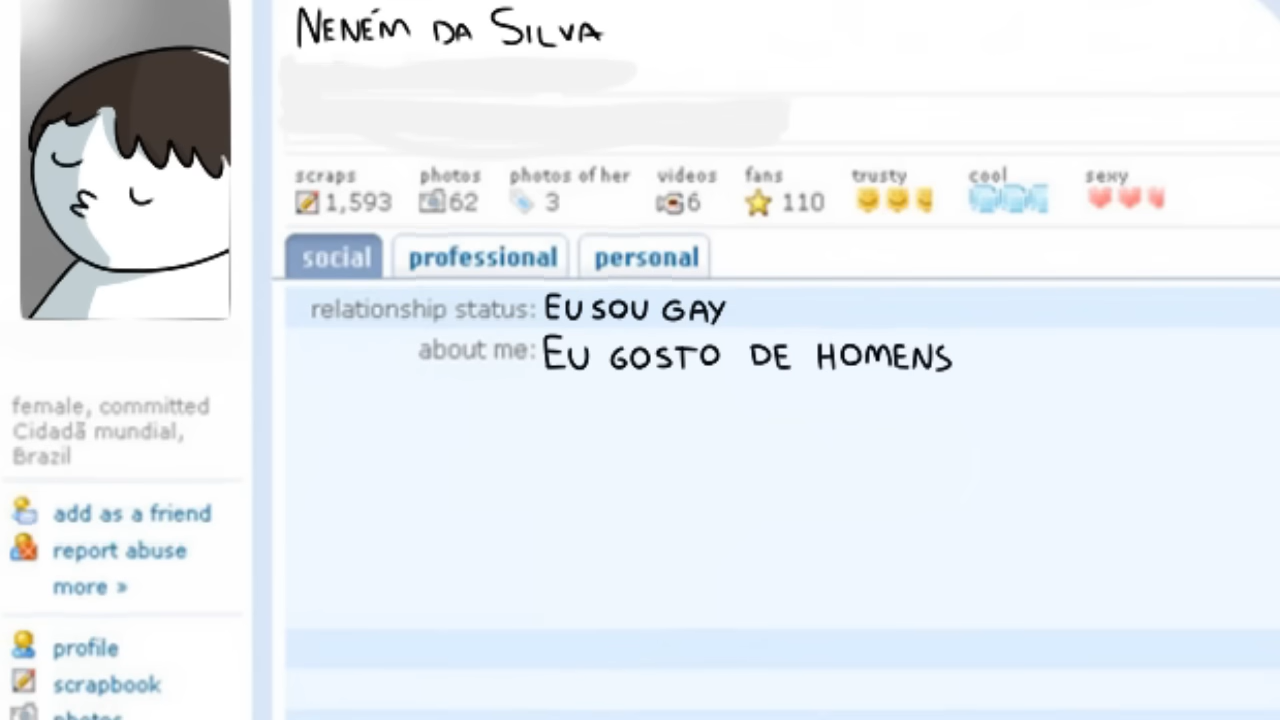 NENÉM DA SILVA
scraps photos photos of her videos fans trusty cool sexy
1,593 62 3 6 110
social professional personal
relationship status: EU SOU GAY
about me: EU GOSTO DE HOMENS
female, committed
Cidadã mundial,
Brazil
add as a friend
report abuse
more »
profile
scrapbook
photos